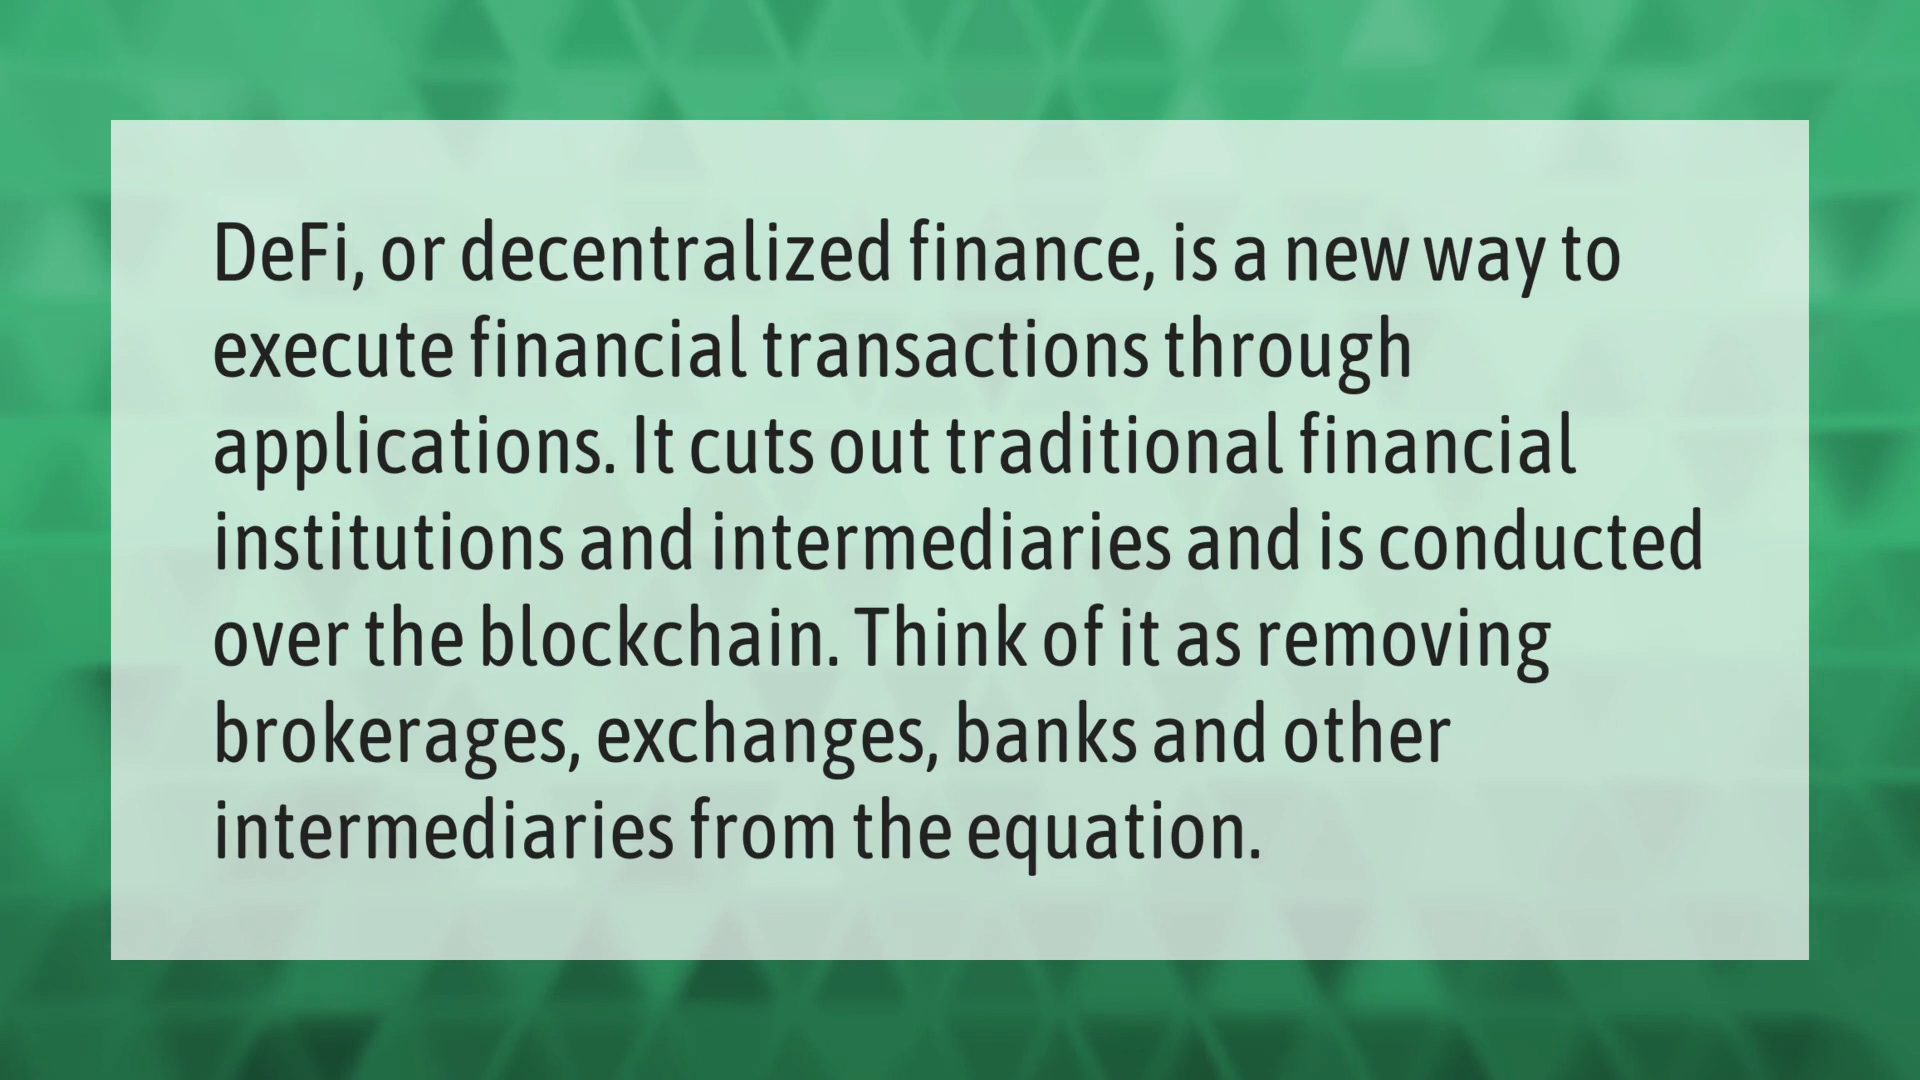 DeFi, or decentralized finance, is a new way to
execute financial transactions through
applications. It cuts out traditional financial
institutions and intermediaries and is conducted
over the blockchain. Think of it as removing
brokerages, exchanges, banks and other
intermediaries from the equation.